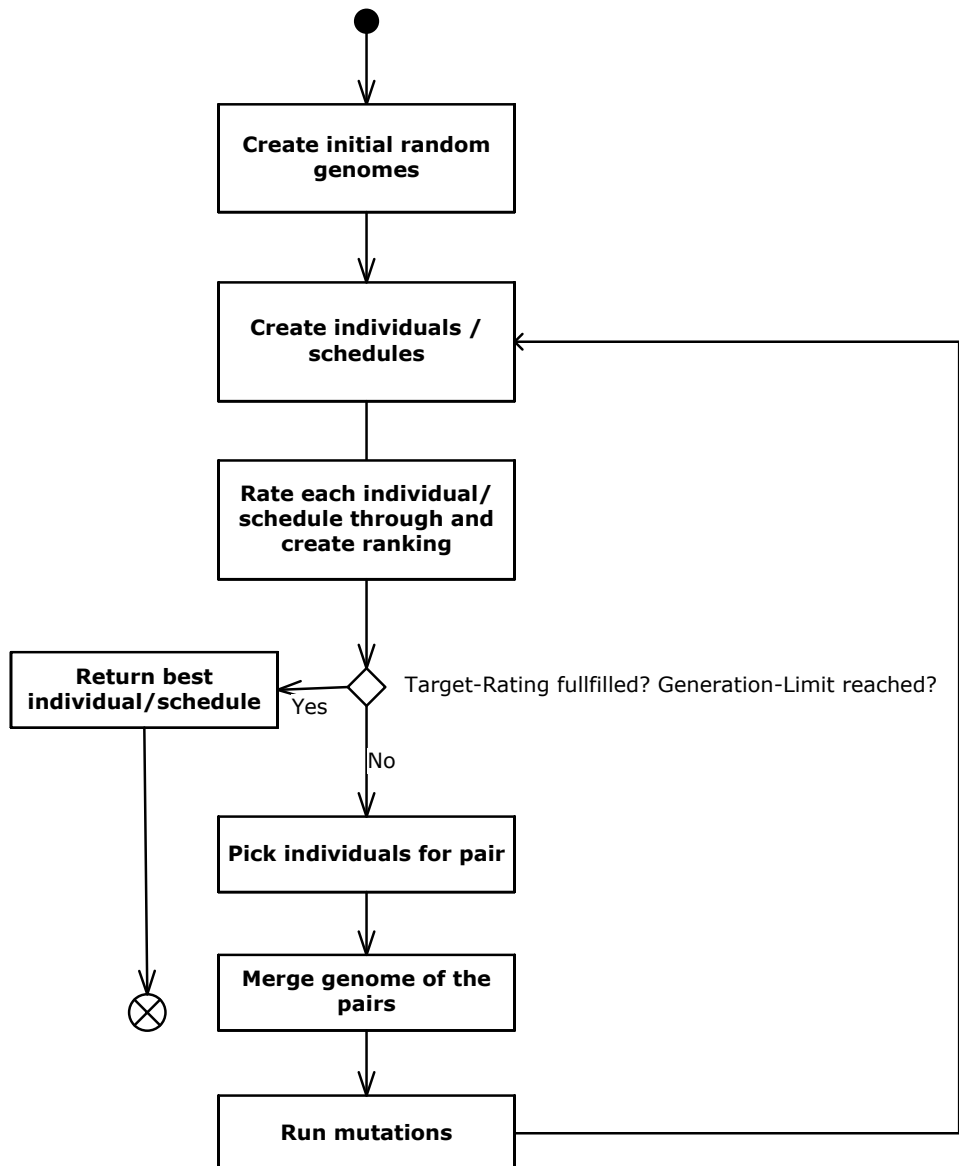 Create initial random
genomes
Create individuals /
schedules
Rate each individual/
schedule through and
create ranking
Return best
individual/schedule
Target-Rating fullfilled? Generation-Limit reached?
Yes
No
Pick individuals for pair
Merge genome of the
pairs
Run mutations